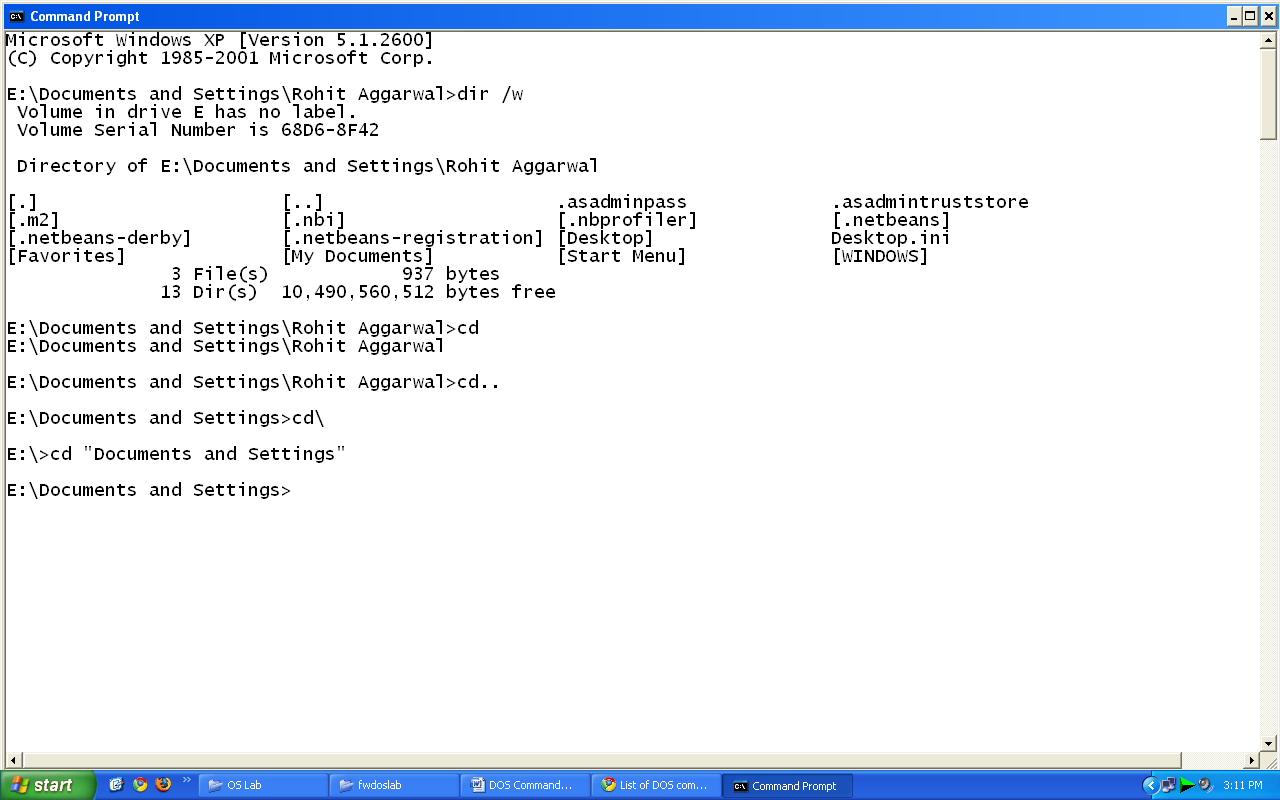 Command Prompt
Microsoft Windows XP [Version 5.1.2600]
(C) Copyright 1985-2001 Microsoft Corp.
E:\Documents and Settings\Rohit Aggarwal>dir /w
Volume in drive E has no label.
Volume Serial Number is 68D6-8F42
Directory of E:\Documents and Settings\Rohit Aggarwal
[.] [..] .asadminpass .asadmintruststore
[.m2] [.nbi] [.nbprofiler] [.netbeans]
[.netbeans-derby] [.netbeans-registration] [Desktop] Desktop.ini
[Favorites] [My Documents] [Start Menu] [WINDOWS]
3 File(s) 937 bytes
13 Dir(s) 10,490,560,512 bytes free
E:\Documents and Settings\Rohit Aggarwal>cd
E:\Documents and Settings\Rohit Aggarwal
E:\Documents and Settings\Rohit Aggarwal>cd..
E:\Documents and Settings>cd\
E:\>cd "Documents and Settings"
E:\Documents and Settings>
start OS Lab fwdoslab DOS Command... List of DOS com... Command Prompt 3:11 PM